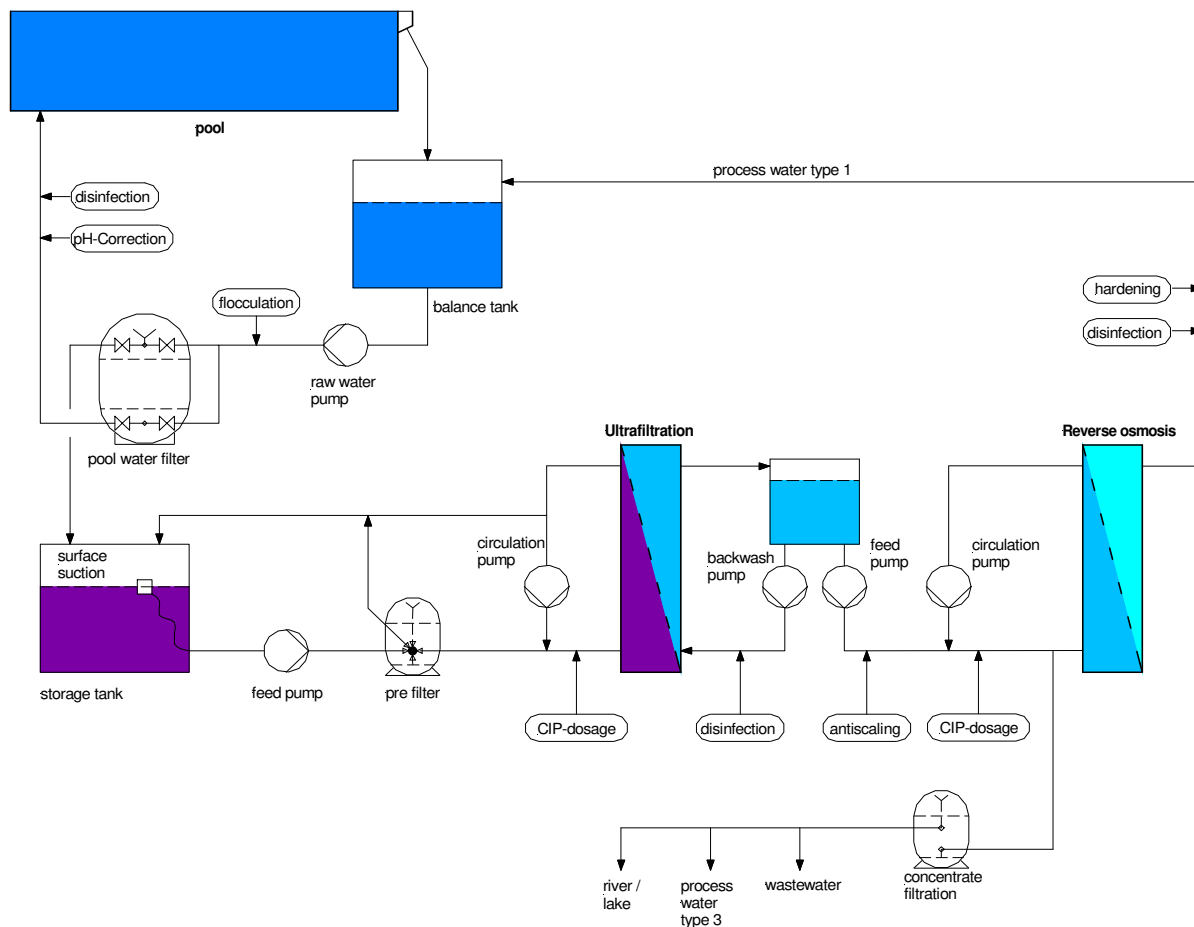 pool
process water type 1
disinfection
pH-Correction
hardening
flocculation
balance tank
disinfection
raw water
pump
Ultrafiltration
Reverse osmosis
pool water filter
surface
suction
circulation
pump
backwash
pump
feed
pump
circulation
pump
storage tank
feed pump
pre filter
CIP-dosage
disinfection
antiscaling
CIP-dosage
river /
lake
process
water
type 3
wastewater
concentrate
filtration